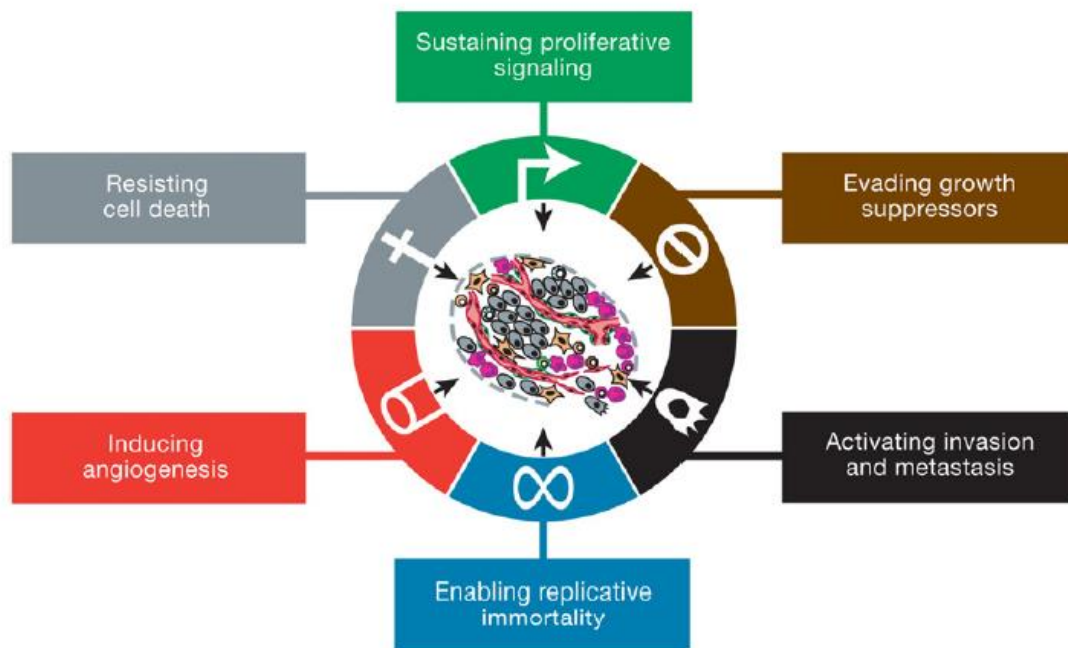 Sustaining proliferative
signaling
Resisting
cell death
Evading growth
suppressors
Inducing
angiogenesis
Activating invasion
and metastasis
Enabling replicative
immortality